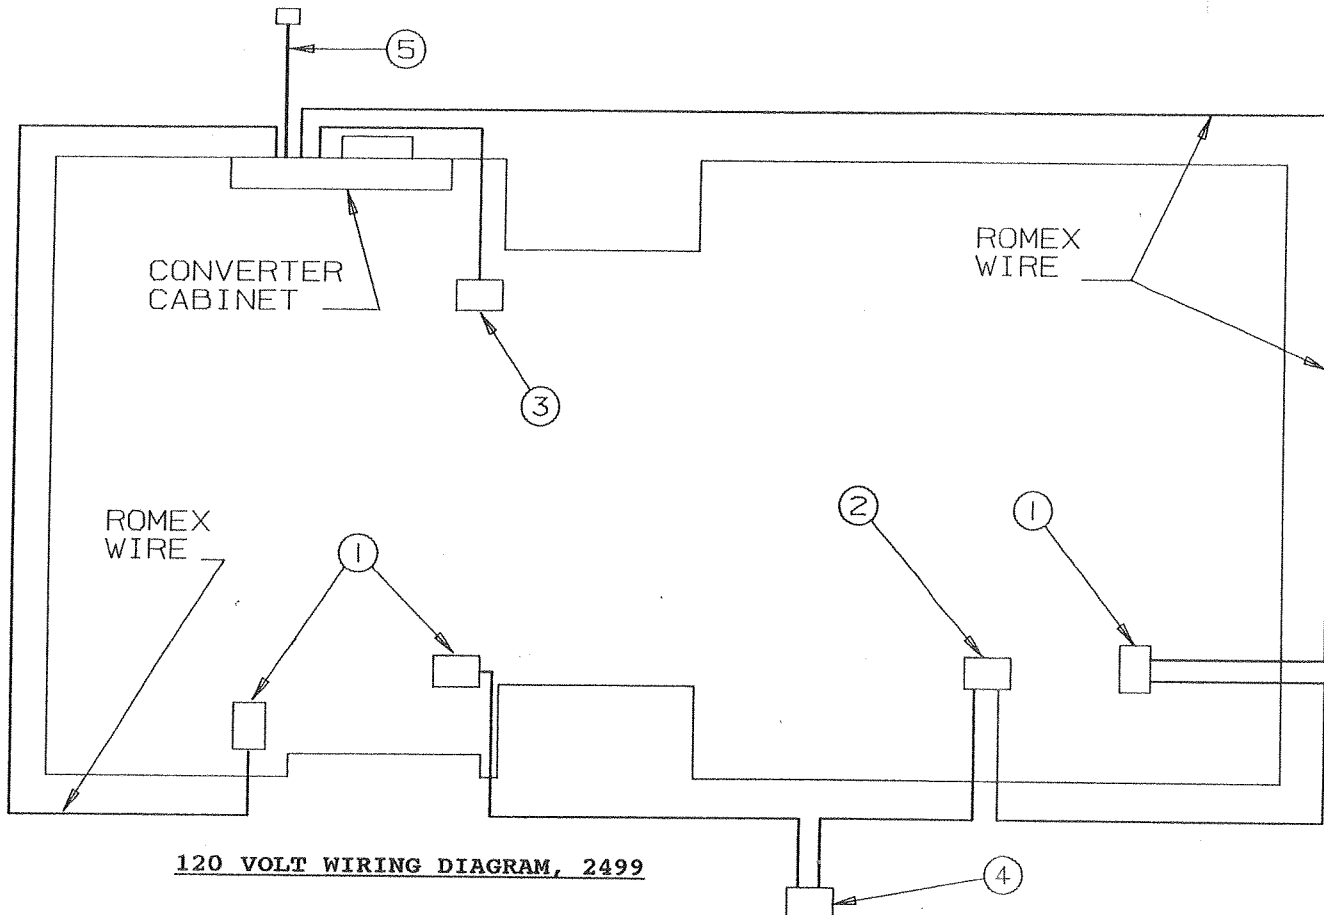 5
CONVERTER
CABINET
ROMEX
WIRE
3
ROMEX
WIRE
1
2
1
120 VOLT WIRING DIAGRAM, 2499
4